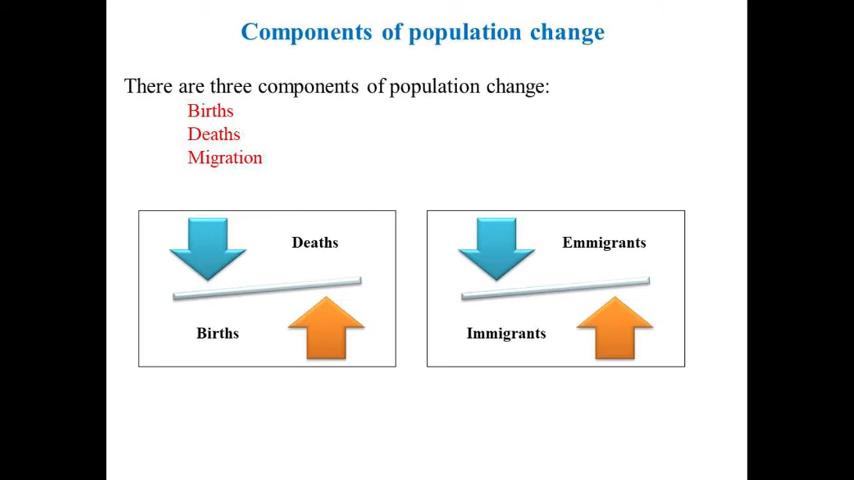 Components of population change
There are three components of population change:
Births
Deaths
Migration
Deaths
Births
Emmigrants
Immigrants